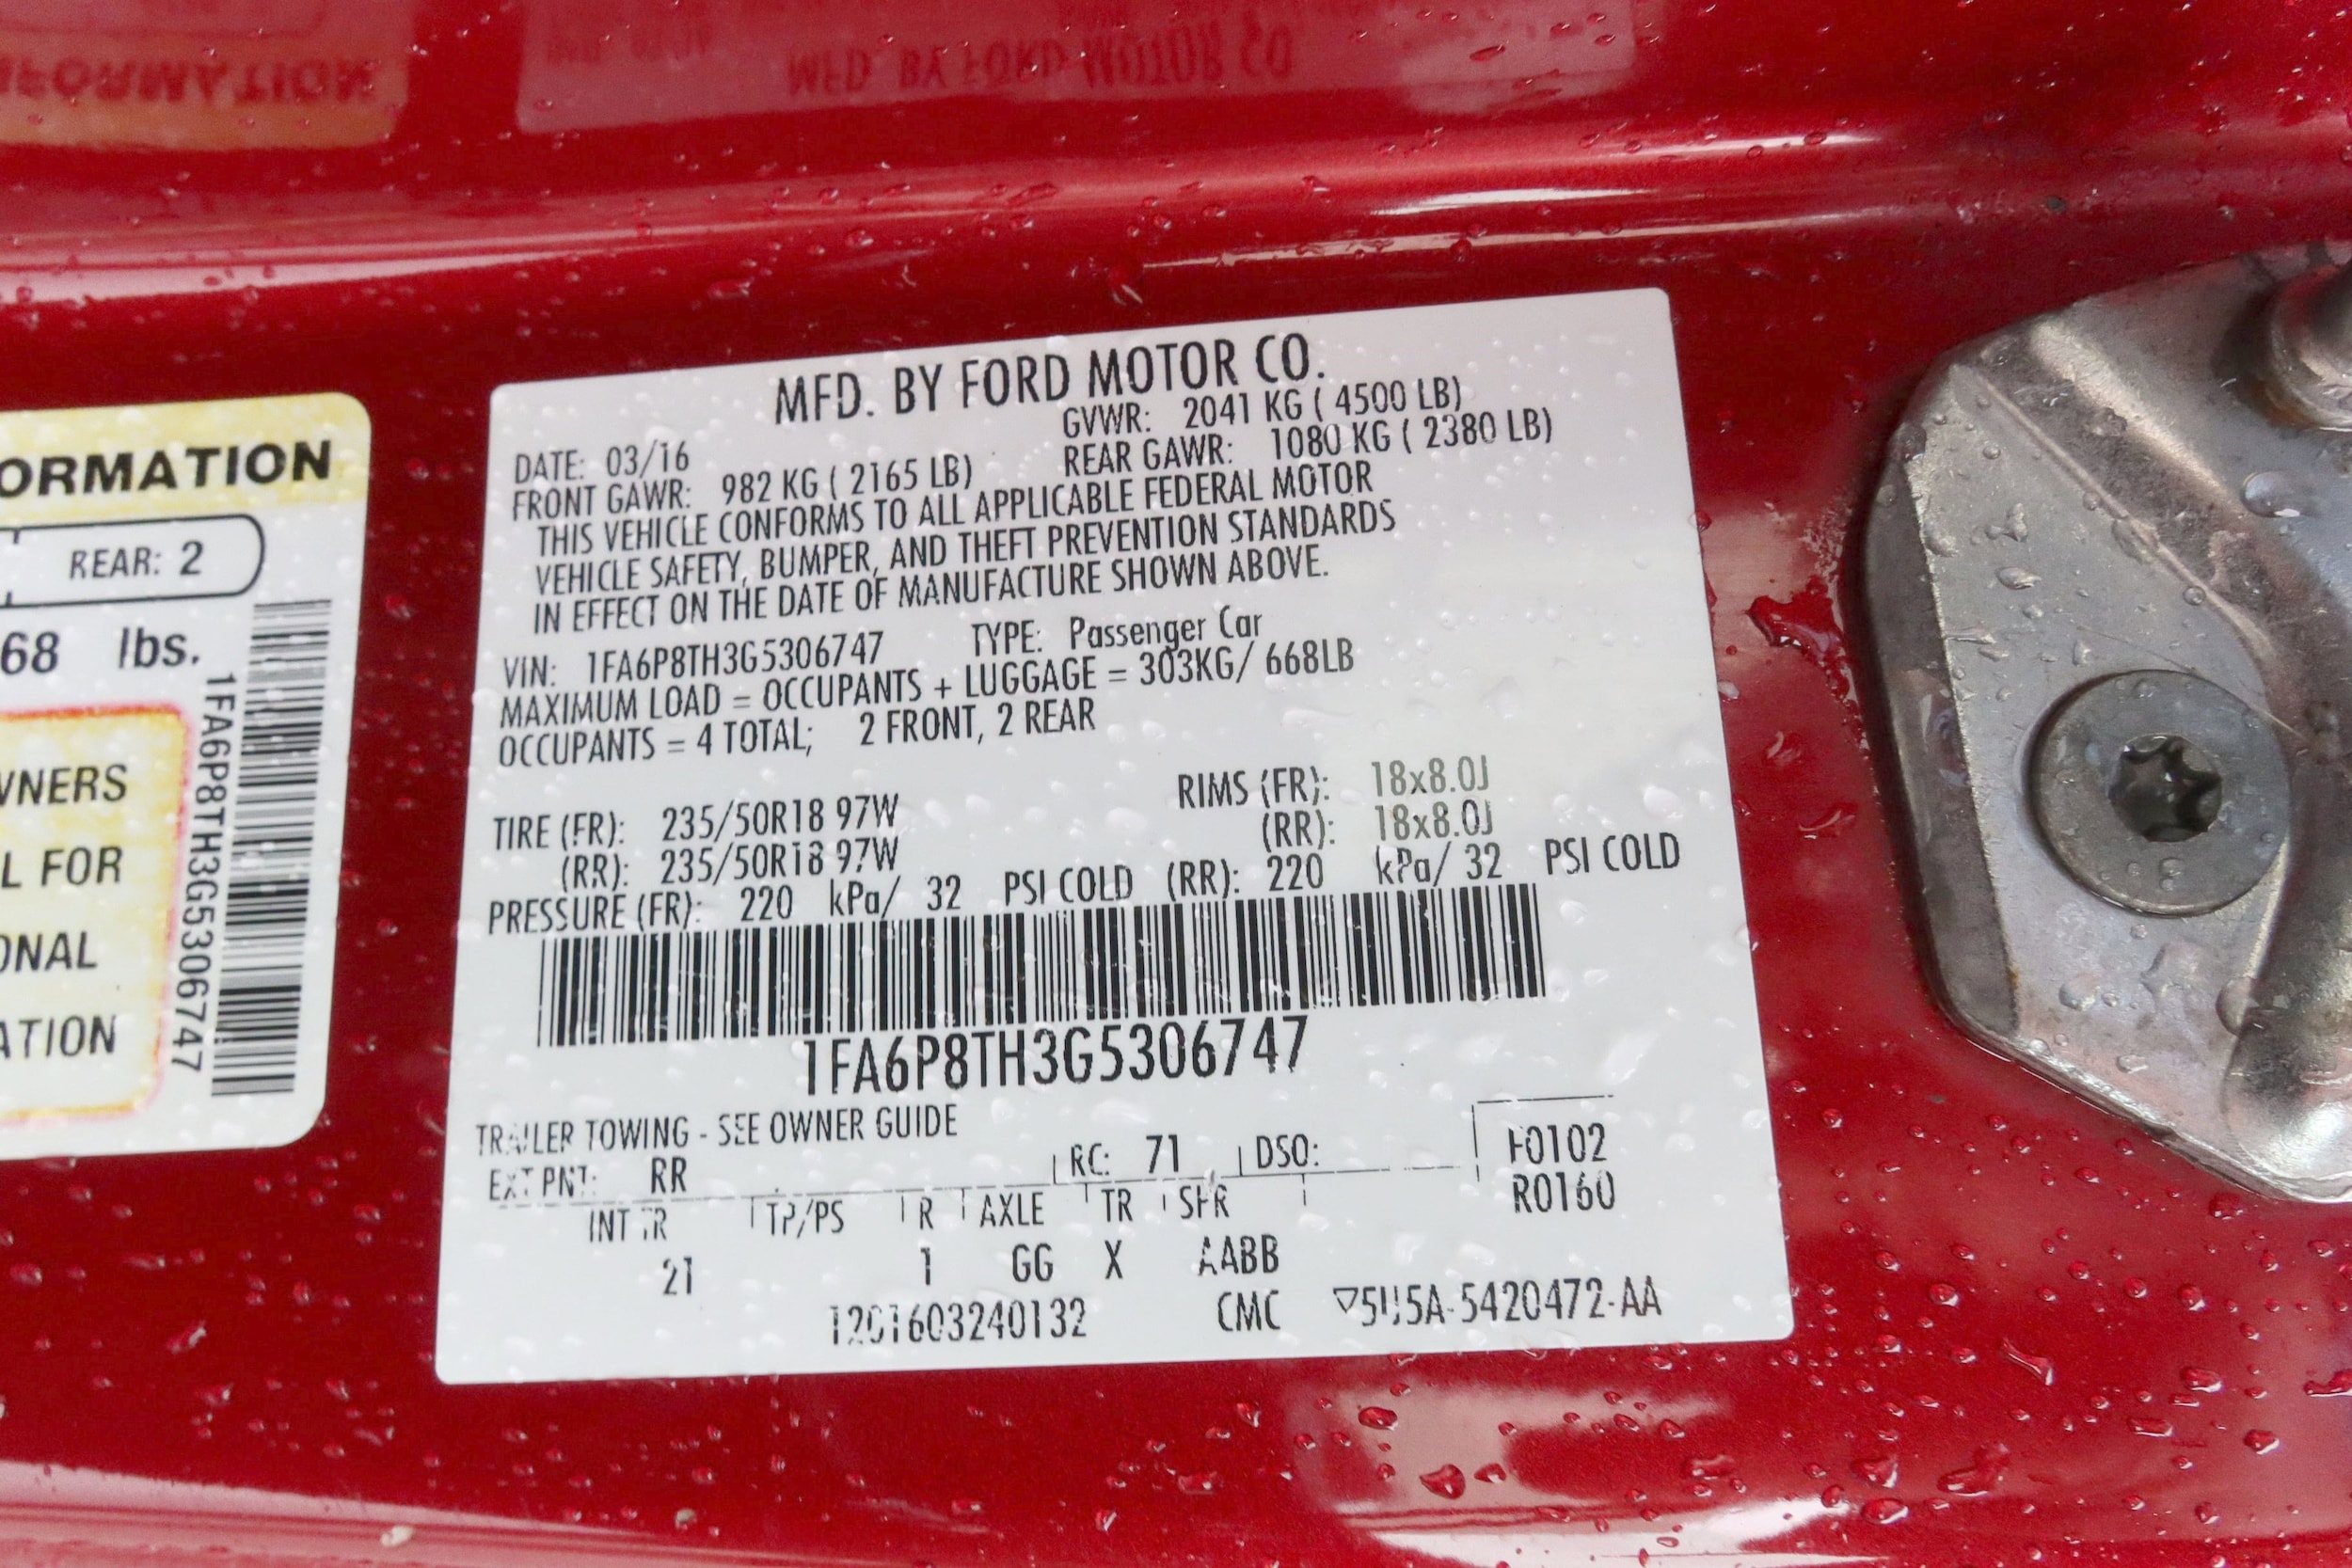 ORMATION
REAR: 2
68 lbs.
WNERS
L FOR
ONAL
ATION
1FA6P8TH3G5306747
MFD. BY FORD MOTOR CO.
DATE: 03/16 GVWR: 2041 KG ( 4500 LB)
FRONT GAWR: 982 KG ( 2165 LB) REAR GAWR: 1080 KG ( 2380 LB)
THIS VEHICLE CONFORMS TO ALL APPLICABLE FEDERAL MOTOR
VEHICLE SAFETY, BUMPER, AND THEFT PREVENTION STANDARDS
IN EFFECT ON THE DATE OF MANUFACTURE SHOWN ABOVE.
VIN: 1FA6P8TH3G5306747 TYPE: Passenger Car
MAXIMUM LOAD = OCCUPANTS + LUGGAGE = 303KG/ 668LB
OCCUPANTS = 4 TOTAL; 2 FRONT, 2 REAR
TIRE (FR): 235/50R18 97W RIMS (FR): 18x8.0J
(RR): 235/50R18 97W (RR): 18x8.0J
PRESSURE (FR): 220 kPa/ 32 PSI COLD (RR): 220 kPa/ 32 PSI COLD
1FA6P8TH3G5306747
TRAILER TOWING - SEE OWNER GUIDE
EXT PNT: RR RC: 71 DSO: F0102
R0160
INT TR TP/PS R AXLE TR SPR
21 1 GG X AABB
1201603240132 CMC ▽5U5A-5420472-AA